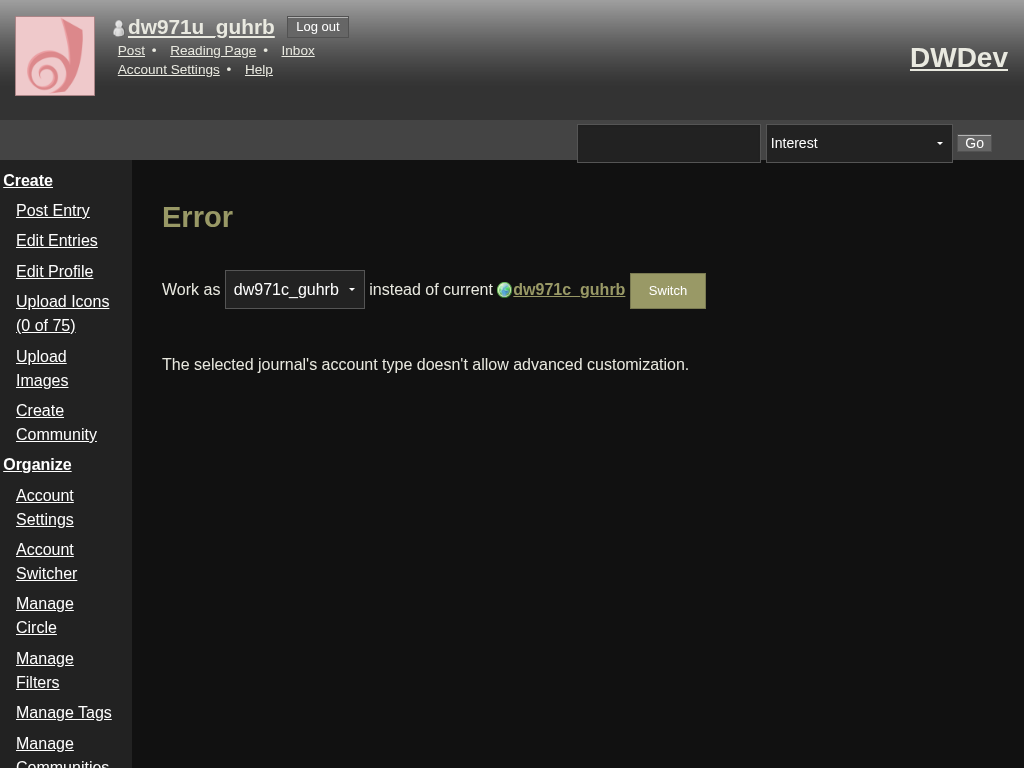 dw971u_guhrb Log out
Post • Reading Page • Inbox
Account Settings • Help
DWDev
Interest Go
Create
Post Entry
Edit Entries
Edit Profile
Upload Icons
(0 of 75)
Upload
Images
Create
Community
Organize
Account
Settings
Account
Switcher
Manage
Circle
Manage
Filters
Manage Tags
Manage
Communities
Error
Work as dw971c_guhrb instead of current dw971c_guhrb Switch
The selected journal's account type doesn't allow advanced customization.